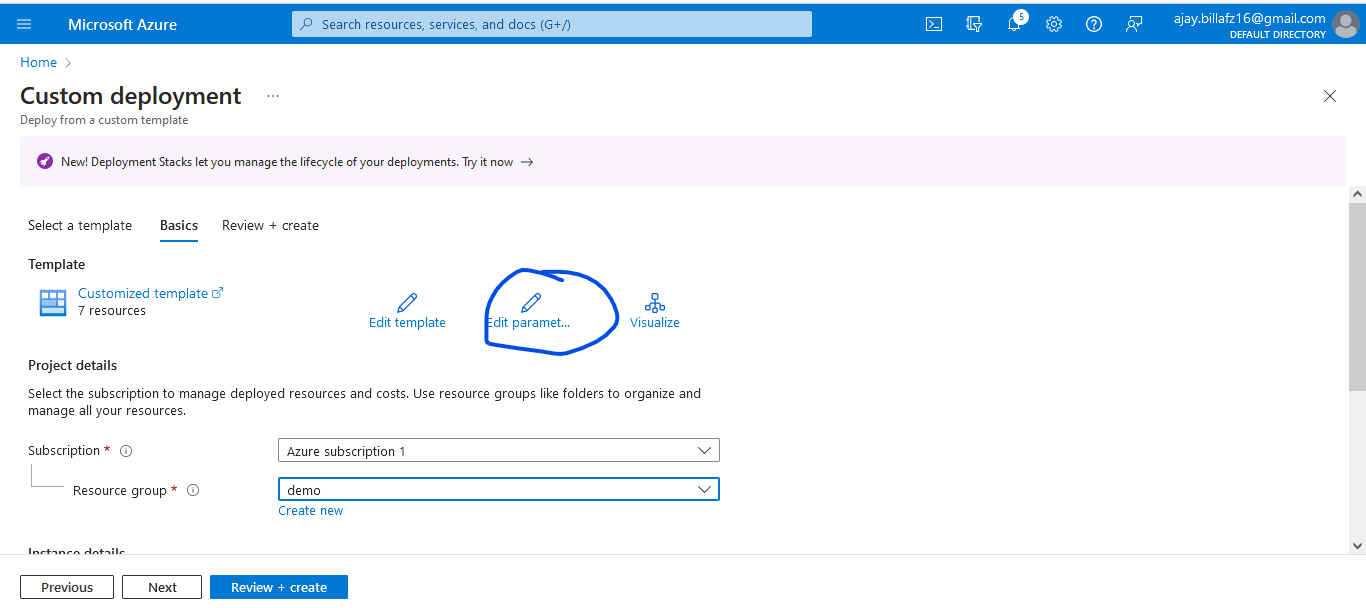 Microsoft Azure
Search resources, services, and docs (G+/)
5
ajay.billafz16@gmail.com
DEFAULT DIRECTORY
Home
Custom deployment ...
Deploy from a custom template
New! Deployment Stacks let you manage the lifecycle of your deployments. Try it now →
Select a template Basics Review + create
Template
Customized template
7 resources
Edit template
Edit paramet...
Visualize
Project details
Select the subscription to manage deployed resources and costs. Use resource groups like folders to organize and
manage all your resources.
Subscription *
Azure subscription 1
Resource group *
demo
Create new
Instance details
Previous Next Review + create